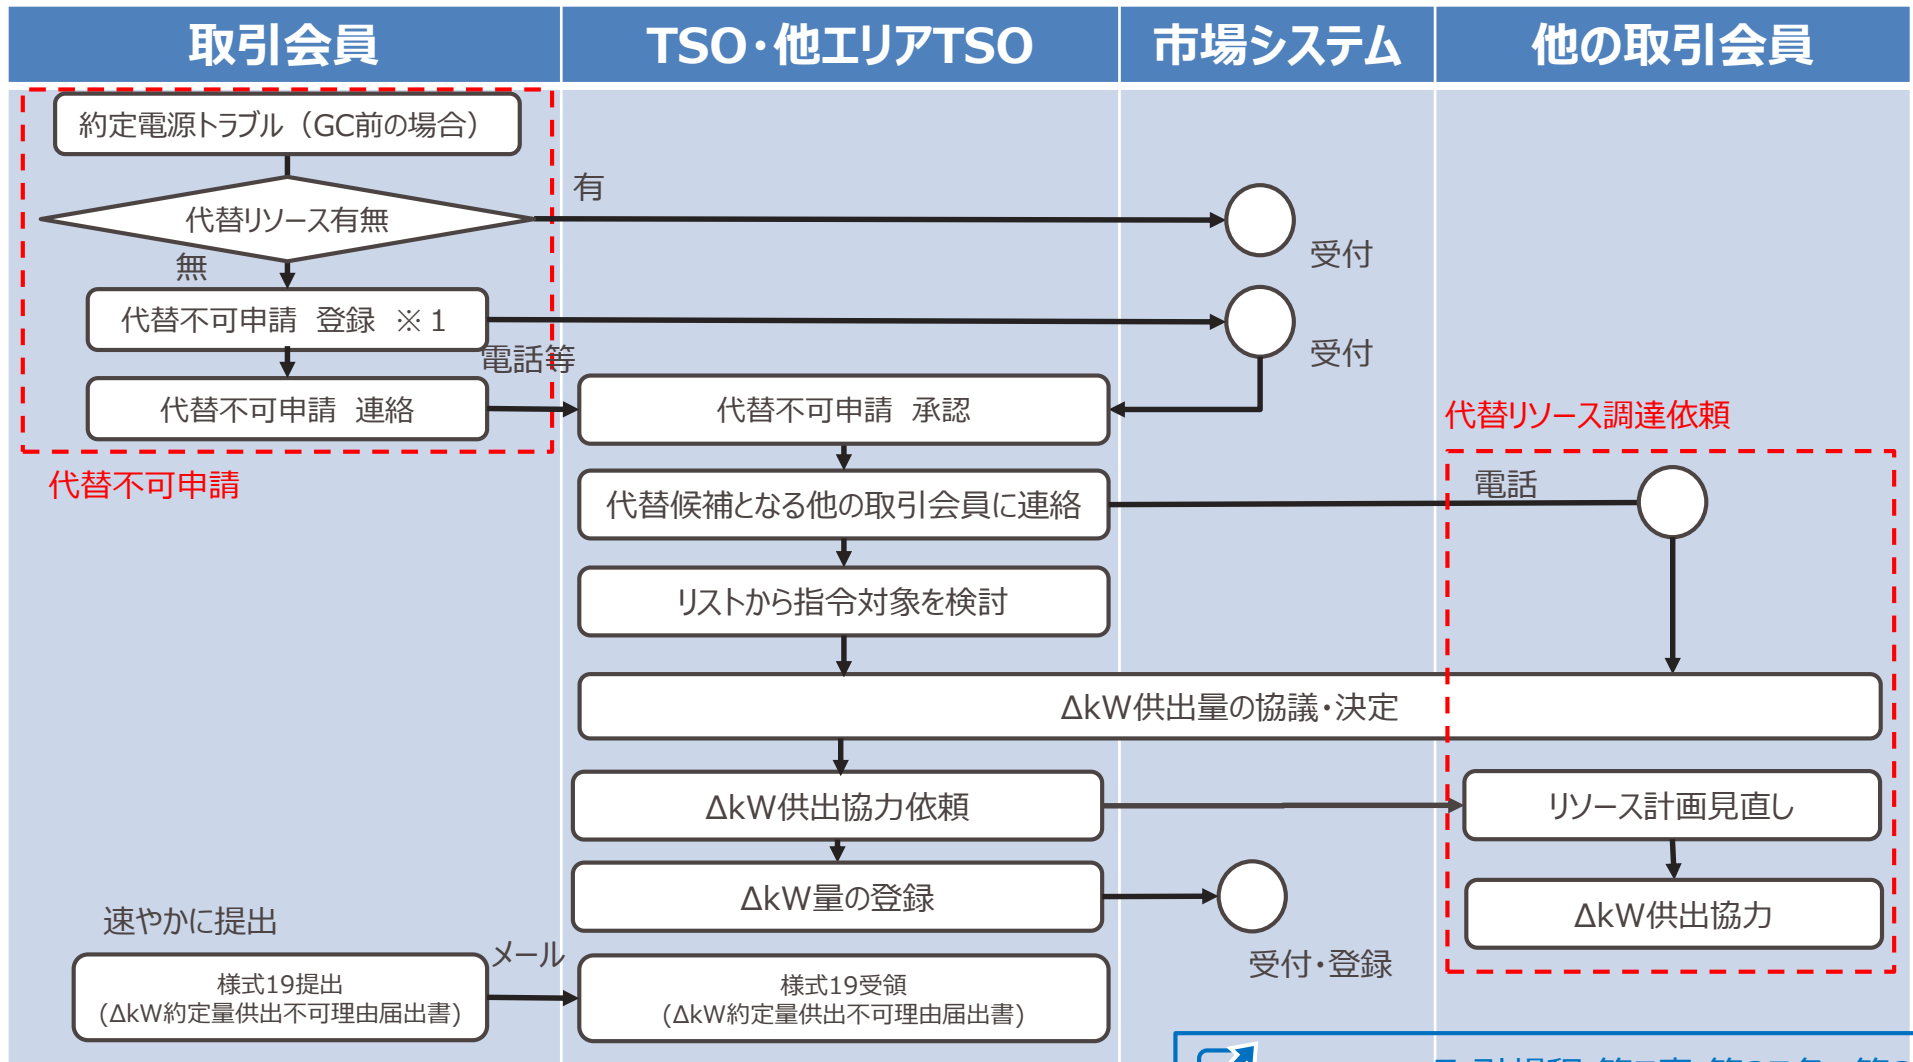 取引会員
TSO・他エリアTSO
市場システム
他の取引会員
約定電源トラブル（GC前の場合）
代替リソース有無
有
受付
無
代替不可申請 登録 ※１
受付
電話等
代替不可申請 連絡
代替不可申請 承認
代替リソース調達依頼
代替不可申請
代替候補となる他の取引会員に連絡
電話
リストから指令対象を検討
ΔkW供出量の協議・決定
ΔkW供出協力依頼
リソース計画見直し
ΔkW量の登録
受付・登録
ΔkW供出協力
速やかに提出
メール
様式19提出
(ΔkW約定量供出不可理由届出書)
様式19受領
(ΔkW約定量供出不可理由届出書)